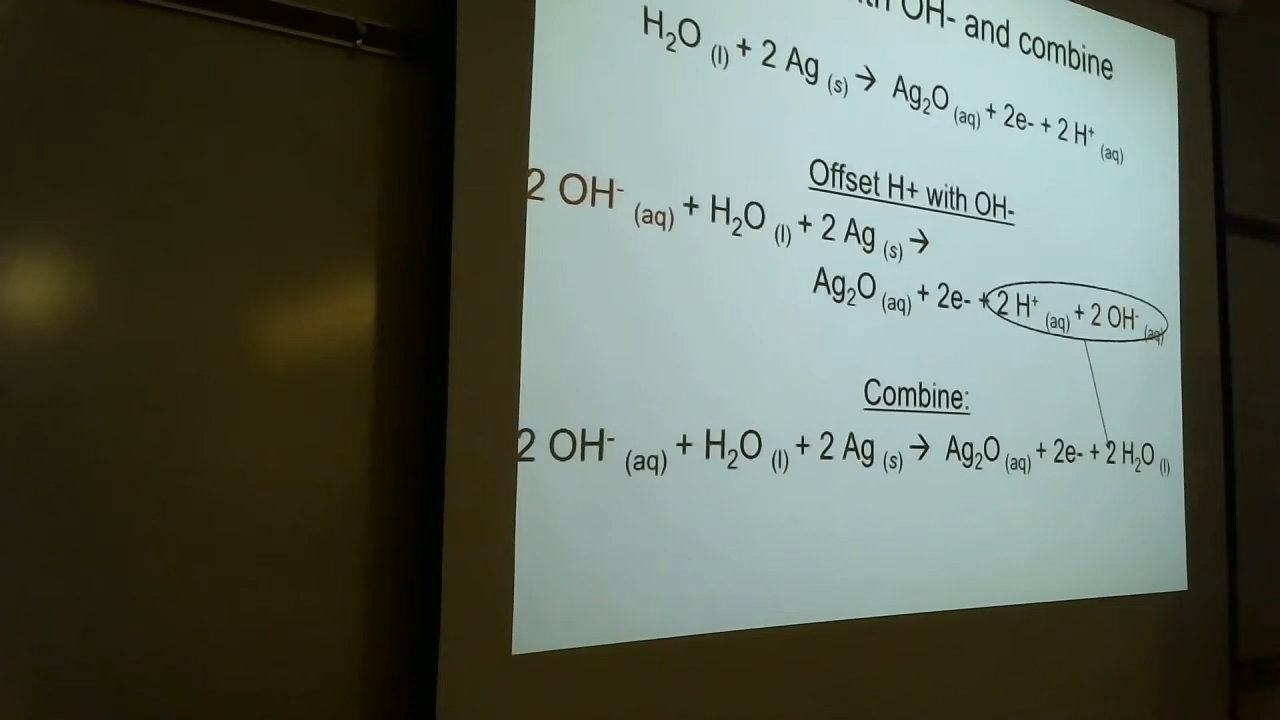 OH- and combine
H₂O (l) + 2 Ag (s) → Ag₂O (aq) + 2e- + 2 H⁺ (aq)
Offset H+ with OH-
2 OH⁻ (aq) + H₂O (l) + 2 Ag (s) →
Ag₂O (aq) + 2e- + 2 H⁺ (aq) + 2 OH⁻ (aq)
Combine:
2 OH⁻ (aq) + H₂O (l) + 2 Ag (s) → Ag₂O (aq) + 2e- + 2 H₂O (l)